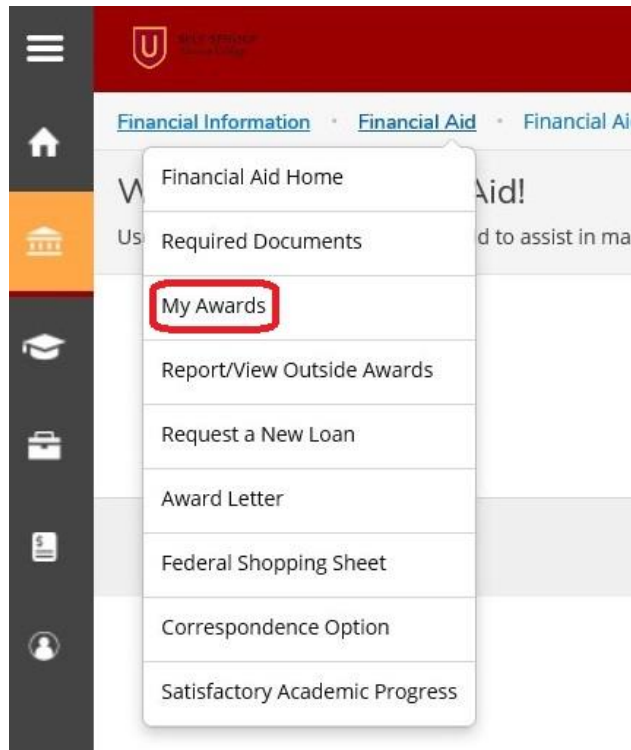 U
Financial Information · Financial Aid · Financial Ai
W Aid!
Us d to assist in ma
Financial Aid Home
Required Documents
My Awards
Report/View Outside Awards
Request a New Loan
Award Letter
Federal Shopping Sheet
Correspondence Option
Satisfactory Academic Progress
$